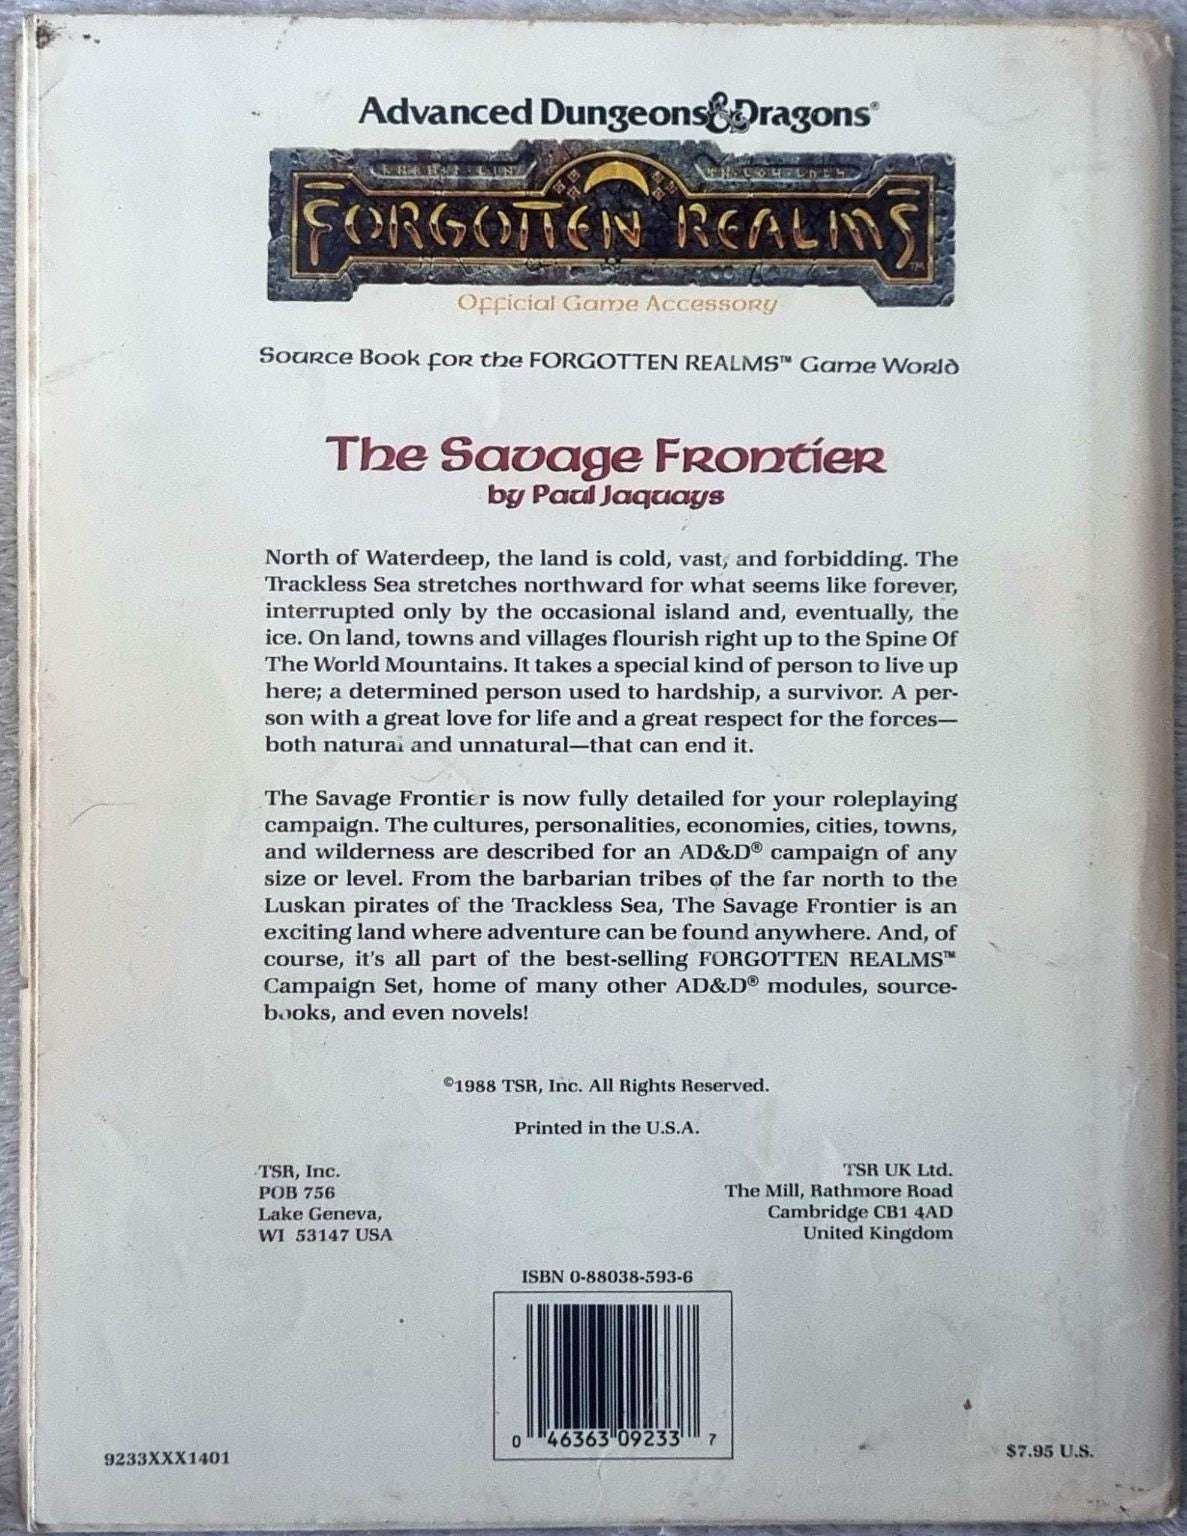 Advanced Dungeons & Dragons®
FORGOTTEN REALMS™
Official Game Accessory
Source Book for the FORGOTTEN REALMS™ Game World
The Savage Frontier
by Paul Jaquays
North of Waterdeep, the land is cold, vast, and forbidding. The
Trackless Sea stretches northward for what seems like forever,
interrupted only by the occasional island and, eventually, the
ice. On land, towns and villages flourish right up to the Spine Of
The World Mountains. It takes a special kind of person to live up
here; a determined person used to hardship, a survivor. A per-
son with a great love for life and a great respect for the forces—
both natural and unnatural—that can end it.
The Savage Frontier is now fully detailed for your roleplaying
campaign. The cultures, personalities, economies, cities, towns,
and wilderness are described for an AD&D® campaign of any
size or level. From the barbarian tribes of the far north to the
Luskan pirates of the Trackless Sea, The Savage Frontier is an
exciting land where adventure can be found anywhere. And, of
course, it's all part of the best-selling FORGOTTEN REALMS™
Campaign Set, home of many other AD&D® modules, source-
books, and even novels!
©1988 TSR, Inc. All Rights Reserved.
Printed in the U.S.A.
TSR, Inc.
POB 756
Lake Geneva,
WI 53147 USA
TSR UK Ltd.
The Mill, Rathmore Road
Cambridge CB1 4AD
United Kingdom
ISBN 0-88038-593-6
0 46363 09233 7
9233XXX1401
$7.95 U.S.